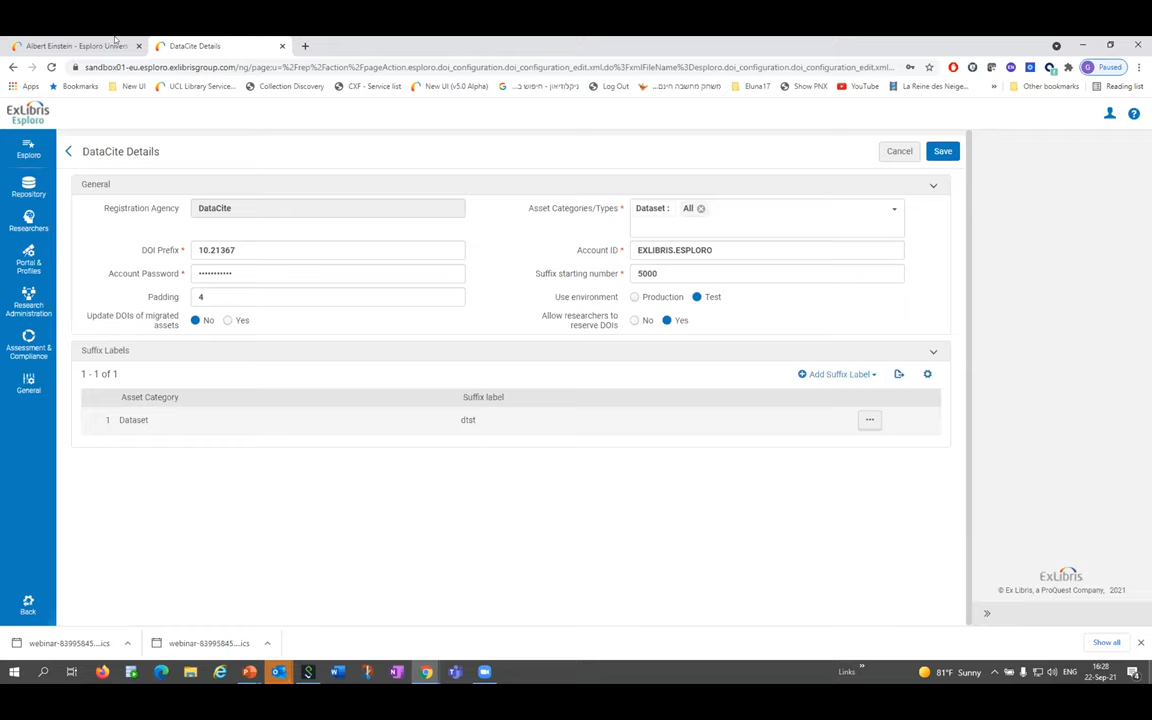 Albert Einstein - Esploro Univer
DataCite Details
sandbox01-eu.esploro.exlibrisgroup.com/ng/page;u=%2Frep%2Faction%2FpageAction.esploro.doi_configuration.doi_configuration_edit.xml.do%3FxmlFileName%3Desploro.doi_configuration.doi_configuration_edit.xml...
G Paused
Apps Bookmarks New UI UCL Library Service... Collection Discovery CXF - Service list New UI (v5.0 Alpha) ניקלודיאון - חיפוש ב... Log Out משחק מחשבה חינם... Eluna17 Show PNX YouTube La Reine des Neige... » Other bookmarks Reading list
ExLibris
Esploro
Esploro
Repository
Researchers
Portal &
Profiles
Research
Administration
Assessment &
Compliance
General
Back
DataCite Details
Cancel
Save
General
Registration Agency DataCite
Asset Categories/Types * Dataset : All
DOI Prefix * 10.21367
Account ID * EXLIBRIS.ESPLORO
Account Password * •••••••••••
Suffix starting number * 5000
Padding 4
Use environment Production Test
Update DOIs of migrated
assets No Yes
Allow researchers to
reserve DOIs No Yes
Suffix Labels
1 - 1 of 1
Add Suffix Label
Asset Category Suffix label
1 Dataset dtst
...
ExLibris
© Ex Libris, a ProQuest Company, 2021
webinar-83995845....ics
webinar-83995845....ics
Show all
Links
81°F Sunny
ENG
16:28
22-Sep-21